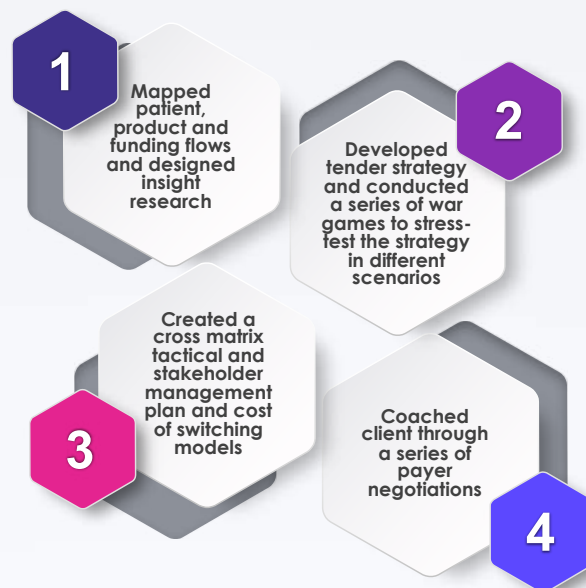 1
Mapped
patient,
product and
funding flows
and designed
insight
research
2
Developed
tender strategy
and conducted
a series of war
games to stress-
test the strategy
in different
scenarios
3
Created a
cross matrix
tactical and
stakeholder
management
plan and cost
of switching
models
4
Coached
client through
a series of
payer
negotiations